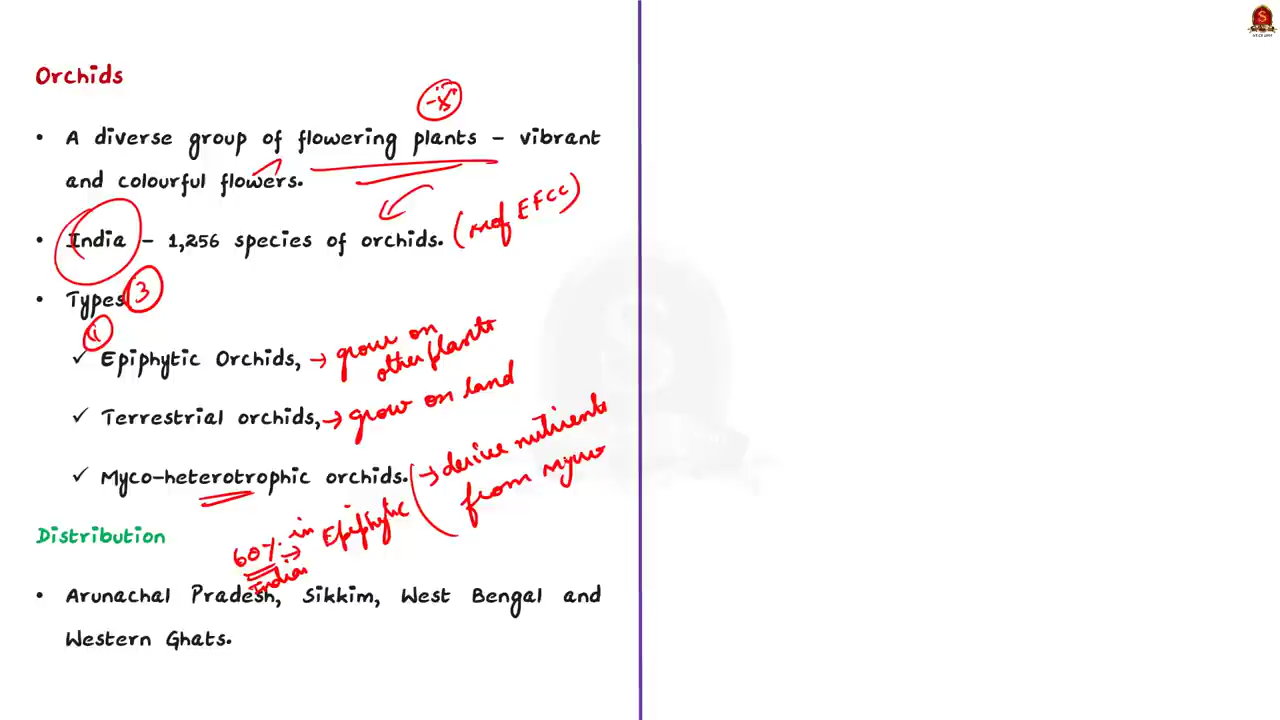 Orchids
• A diverse group of flowering plants – vibrant
and colourful flowers.
• India – 1,256 species of orchids. (MoEFCC)
• Types 3
✓ Epiphytic Orchids, → grow on
other plants
✓ Terrestrial orchids, → grow on land
✓ Myco-heterotrophic orchids. → derive nutrients
from
60% in → Epiphytic
India
Distribution
• Arunachal Pradesh, Sikkim, West Bengal and
Western Ghats.